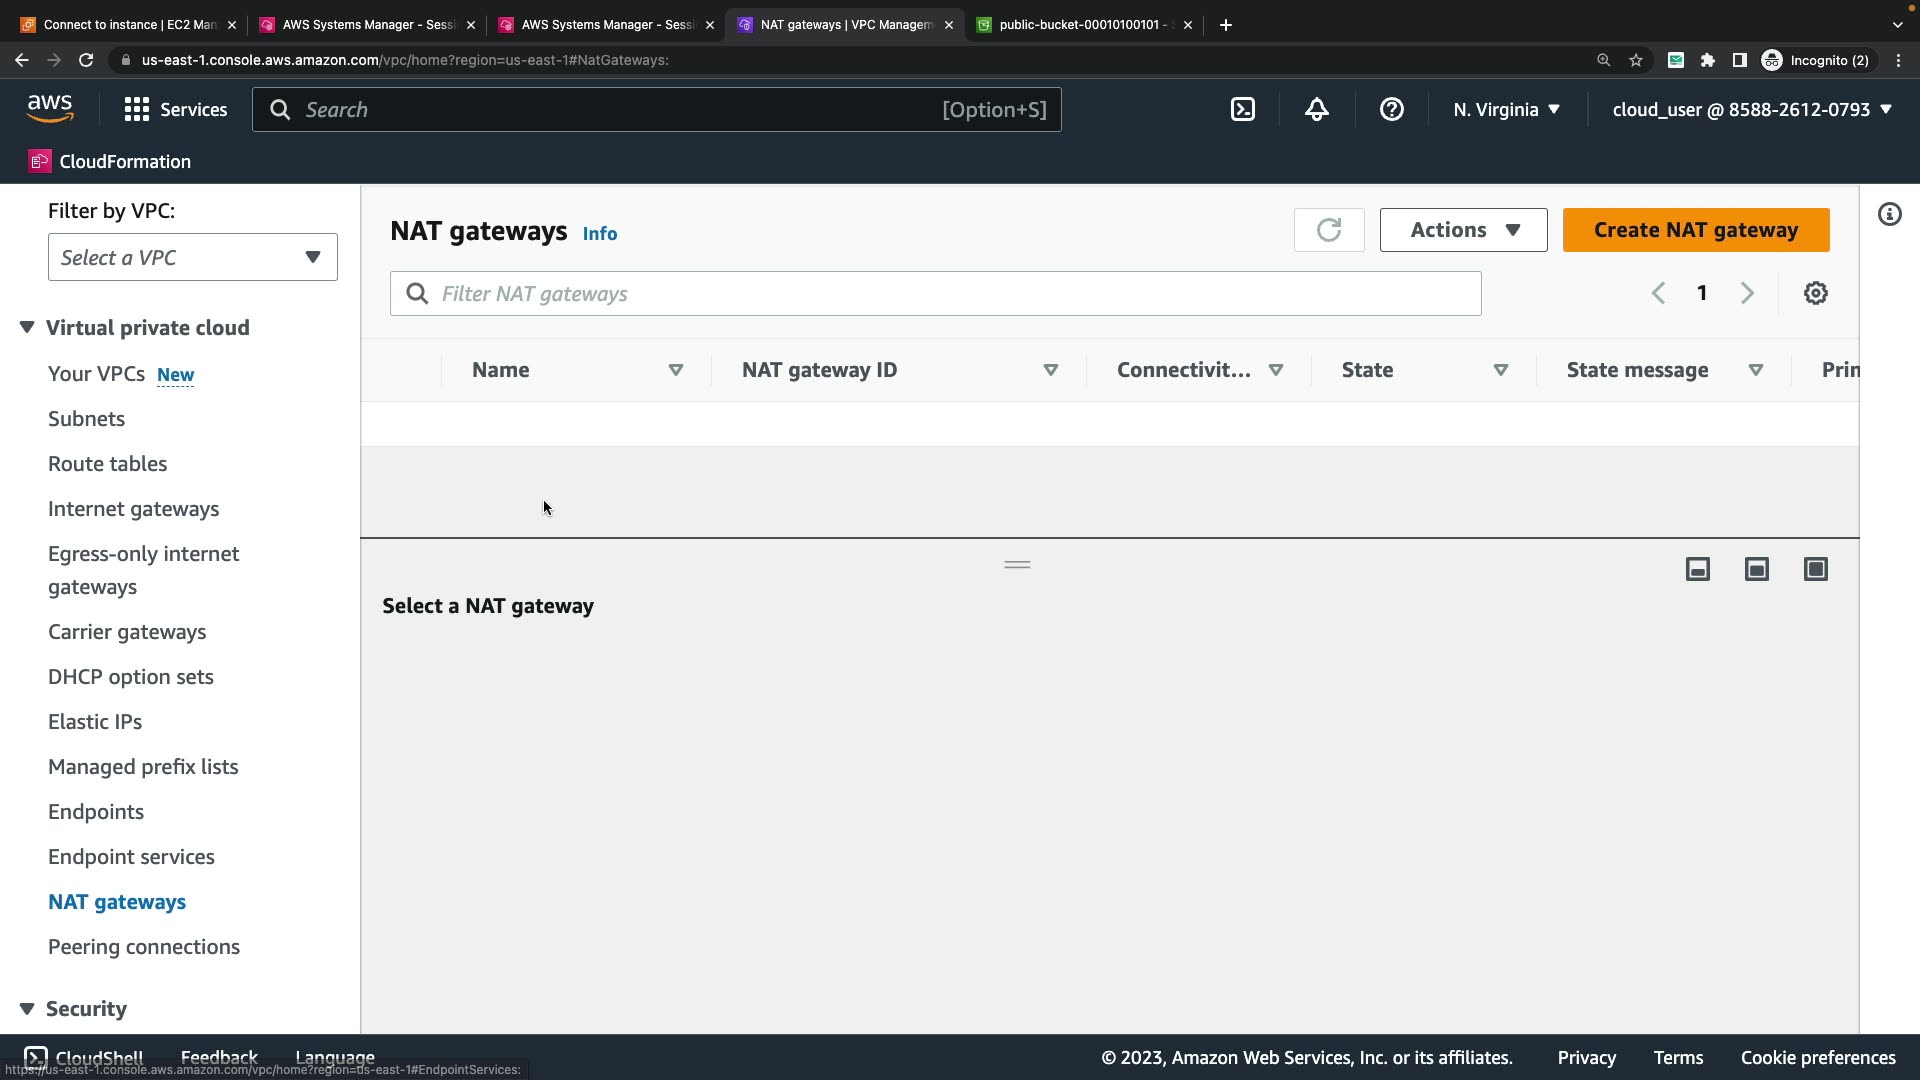 Connect to instance | EC2 Man
AWS Systems Manager - Sessi
AWS Systems Manager - Sessi
NAT gateways | VPC Managem
public-bucket-00010100101 -
us-east-1.console.aws.amazon.com/vpc/home?region=us-east-1#NatGateways:
Incognito (2)
aws
Services
Search
[Option+S]
N. Virginia
cloud_user @ 8588-2612-0793
CloudFormation
Filter by VPC:
Select a VPC
Virtual private cloud
Your VPCs New
Subnets
Route tables
Internet gateways
Egress-only internet
gateways
Carrier gateways
DHCP option sets
Elastic IPs
Managed prefix lists
Endpoints
Endpoint services
NAT gateways
Peering connections
Security
NAT gateways Info
Actions
Create NAT gateway
Filter NAT gateways
1
Name
NAT gateway ID
Connectivit...
State
State message
Prin
Select a NAT gateway
CloudShell
Feedback
Language
© 2023, Amazon Web Services, Inc. or its affiliates.
Privacy
Terms
Cookie preferences
https://us-east-1.console.aws.amazon.com/vpc/home?region=us-east-1#EndpointServices: